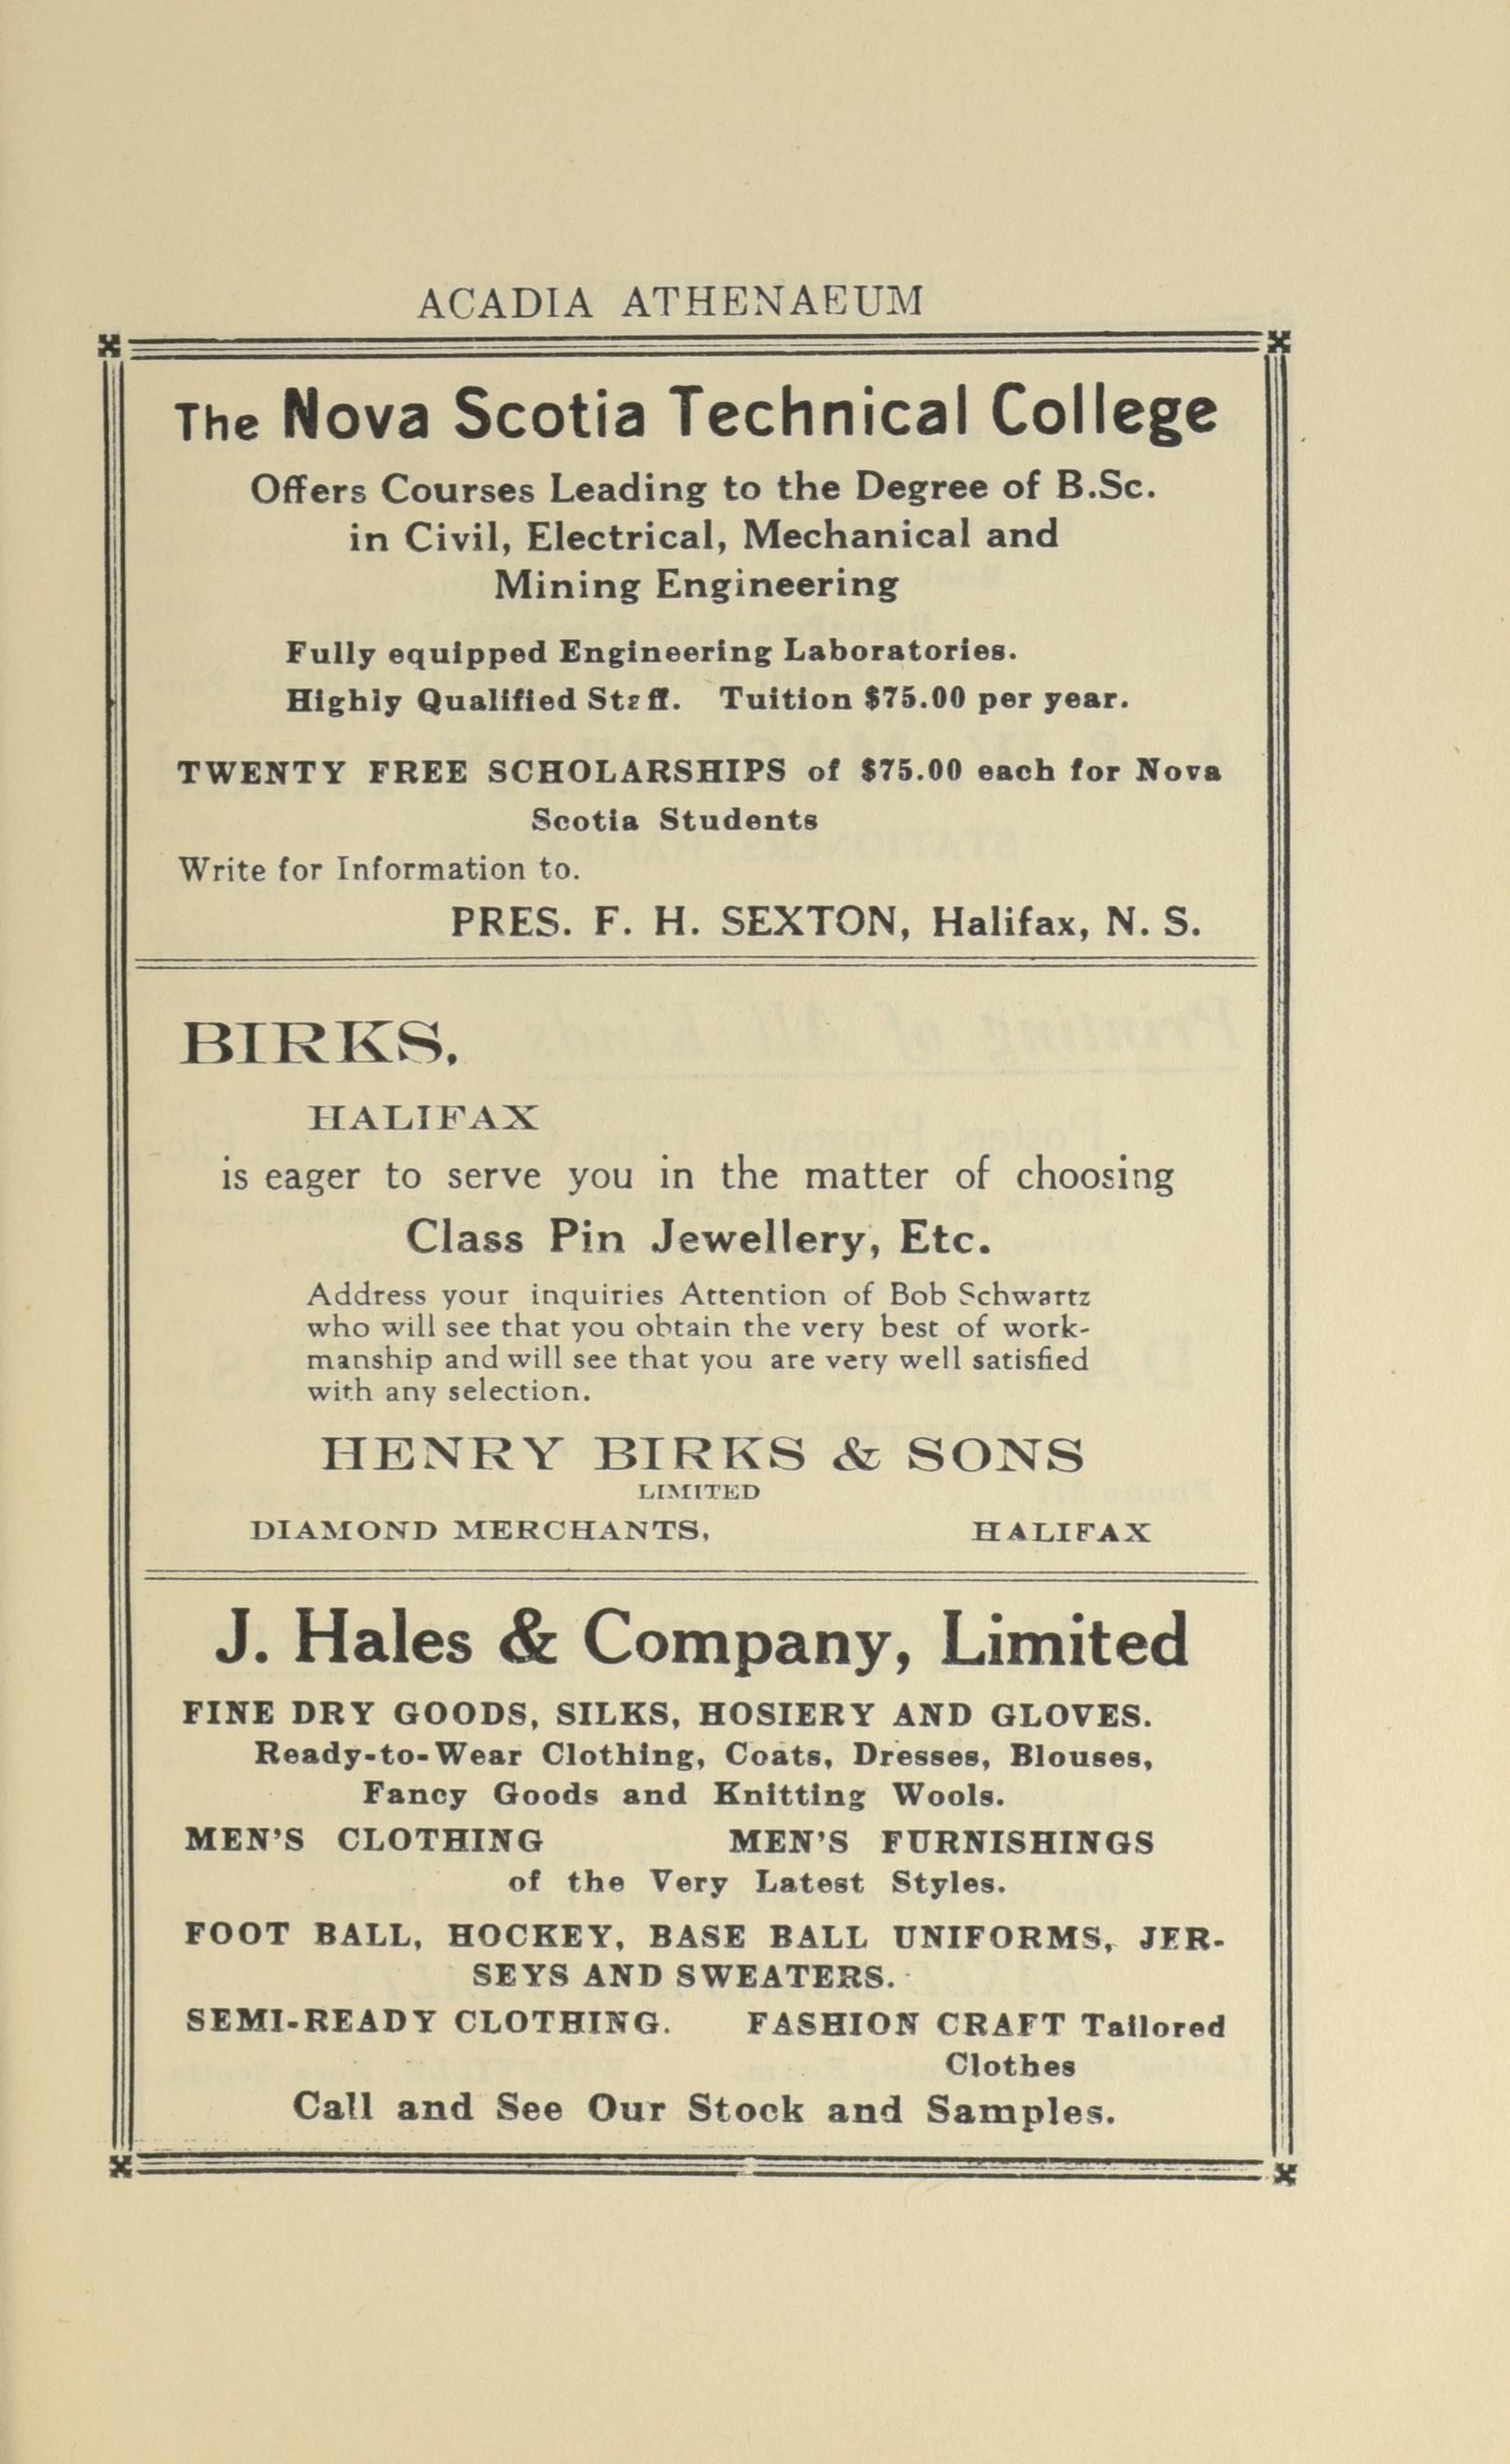 ACADIA ATHENAEUM
The Nova Scotia Technical College
Offers Courses Leading to the Degree of B.Sc.
in Civil, Electrical, Mechanical and
Mining Engineering
Fully equipped Engineering Laboratories.
Highly Qualified Staff. Tuition $75.00 per year.
TWENTY FREE SCHOLARSHIPS of $75.00 each for Nova
Scotia Students
Write for Information to.
PRES. F. H. SEXTON, Halifax, N. S.
BIRKS,
HALIFAX
is eager to serve you in the matter of choosing
Class Pin Jewellery, Etc.
Address your inquiries Attention of Bob Schwartz
who will see that you obtain the very best of work-
manship and will see that you are very well satisfied
with any selection.
HENRY BIRKS & SONS
LIMITED
DIAMOND MERCHANTS, HALIFAX
J. Hales & Company, Limited
FINE DRY GOODS, SILKS, HOSIERY AND GLOVES.
Ready-to-Wear Clothing, Coats, Dresses, Blouses,
Fancy Goods and Knitting Wools.
MEN'S CLOTHING MEN'S FURNISHINGS
of the Very Latest Styles.
FOOT BALL, HOCKEY, BASE BALL UNIFORMS, JER-
SEYS AND SWEATERS.
SEMI-READY CLOTHING. FASHION CRAFT Tailored
Clothes
Call and See Our Stock and Samples.